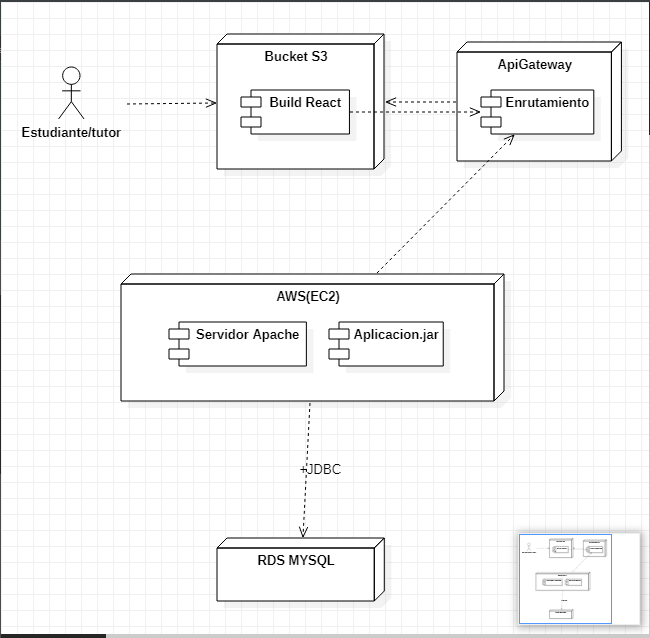 Bucket S3
ApiGateway
Build React
Enrutamiento
Estudiante/tutor
AWS(EC2)
Servidor Apache
Aplicacion.jar
+JDBC
RDS MYSQL